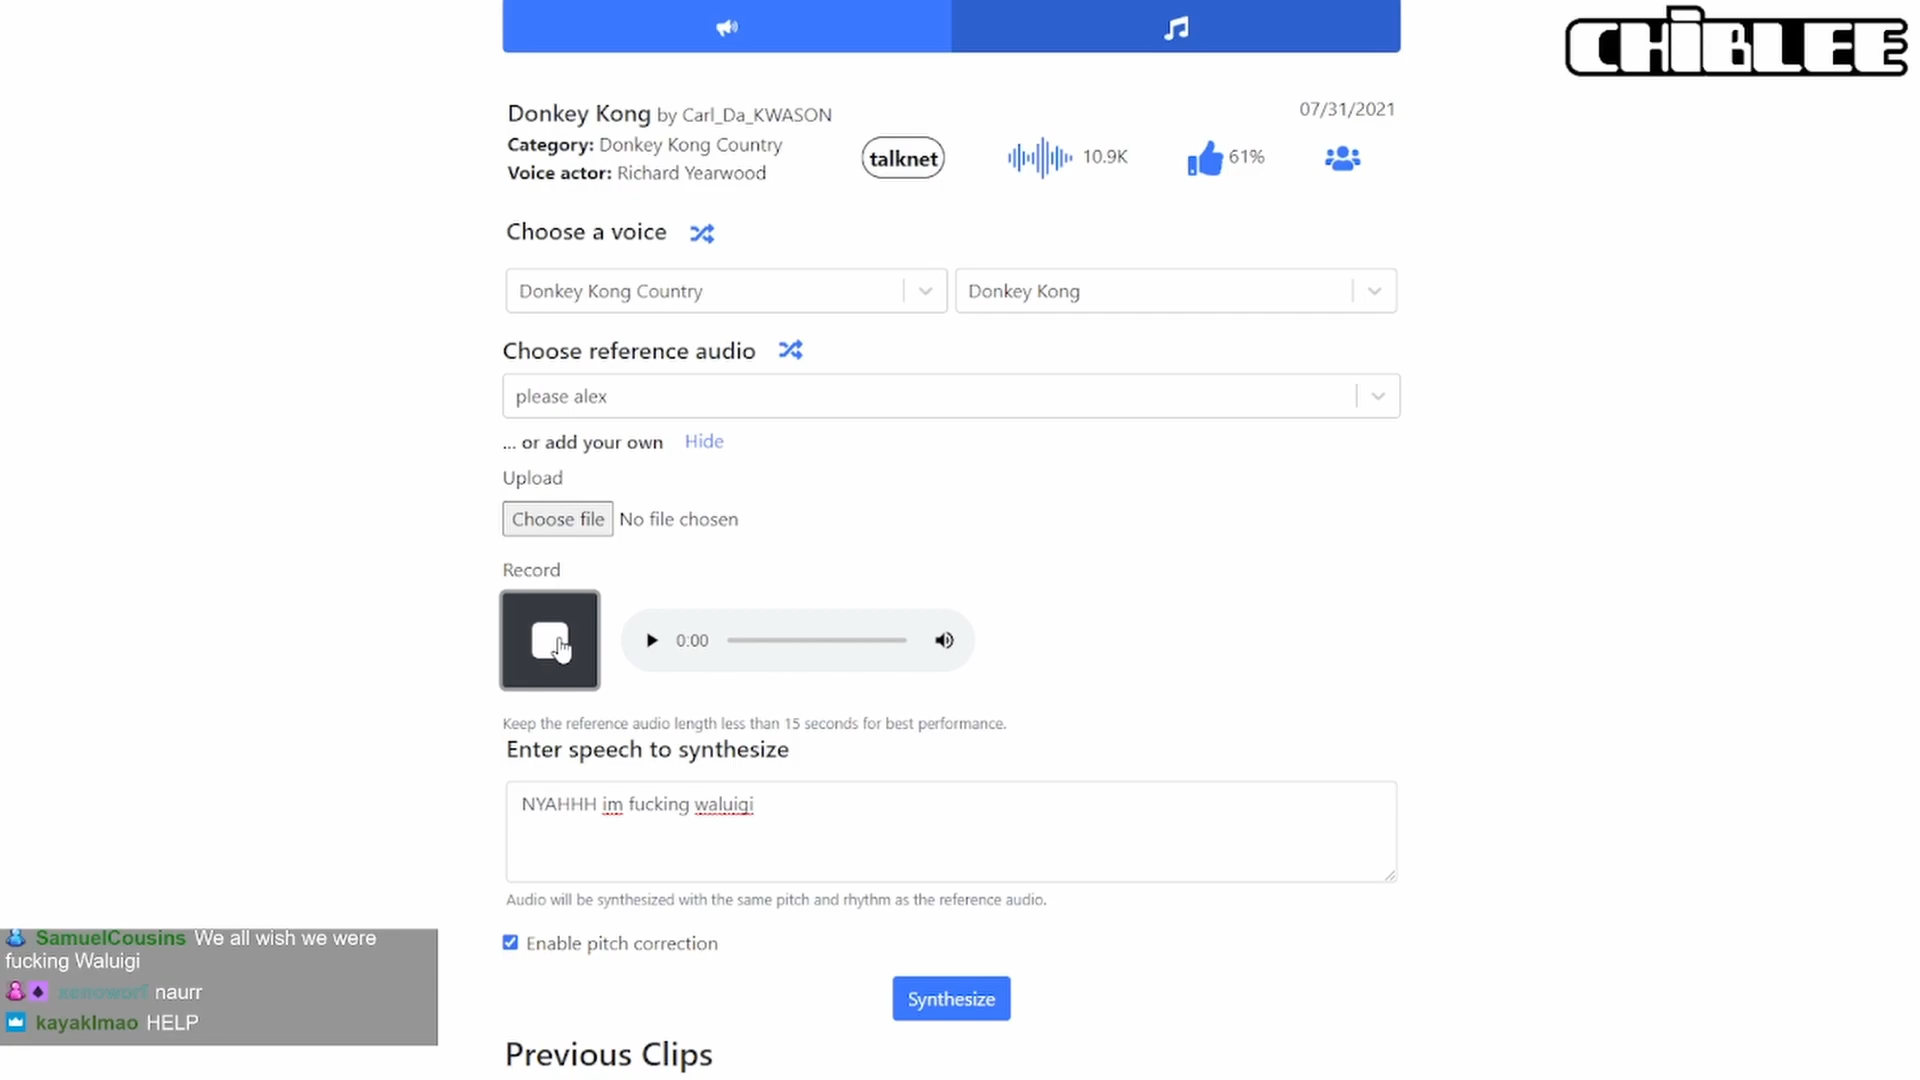 CHiBLEE
Donkey Kong by Carl_Da_KWASON
07/31/2021
Category: Donkey Kong Country
Voice actor: Richard Yearwood
talknet
10.9K
61%
Choose a voice
Donkey Kong Country
Donkey Kong
Choose reference audio
please alex
... or add your own Hide
Upload
Choose file No file chosen
Record
0:00
Keep the reference audio length less than 15 seconds for best performance.
Enter speech to synthesize
NYAHHH im fucking waluigi
Audio will be synthesized with the same pitch and rhythm as the reference audio.
Enable pitch correction
Synthesize
Previous Clips
SamuelCousins We all wish we were
fucking Waluigi
naurr
kayaklmao HELP